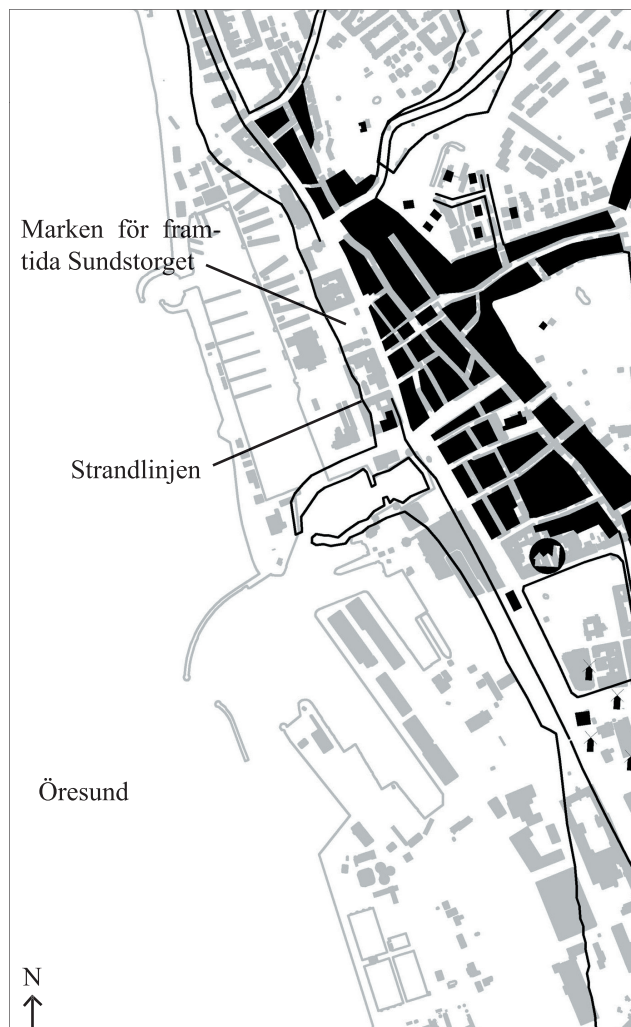 Marken för fram-
tida Sundstorget
Strandlinjen
Öresund
N